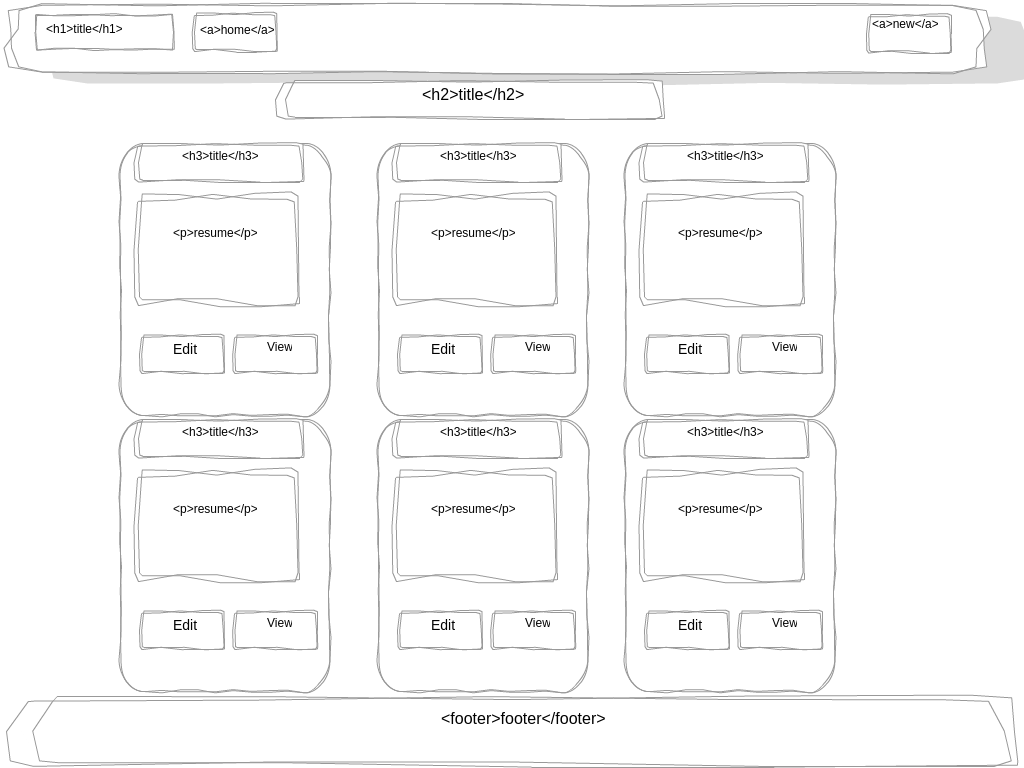 <h1>title</h1>
<a>home</a>
<a>new</a>
<h2>title</h2>
<h3>title</h3>
<h3>title</h3>
<h3>title</h3>
<p>resume</p>
<p>resume</p>
<p>resume</p>
Edit
View
Edit
View
Edit
View
<h3>title</h3>
<h3>title</h3>
<h3>title</h3>
<p>resume</p>
<p>resume</p>
<p>resume</p>
Edit
View
Edit
View
Edit
View
<footer>footer</footer>